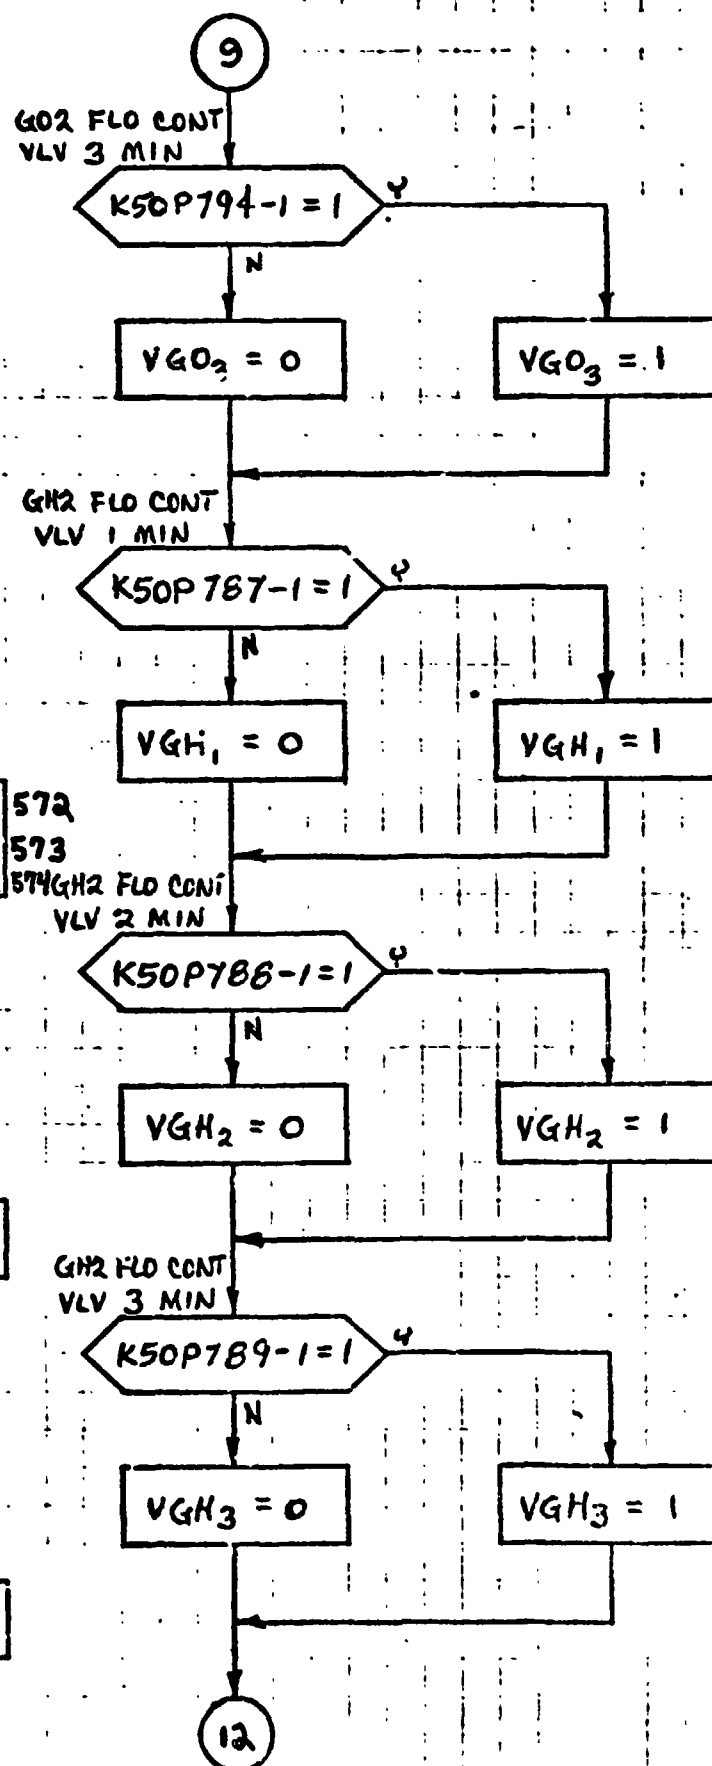 9
GO2 FLO CONT
VLV 3 MIN
K50P794-1=1
Y
N
VGO₃ = 0
VGO₃ = 1
GH2 FLO CONT
VLV 1 MIN
K50P787-1=1
Y
N
VGH₁ = 0
VGH₁ = 1
572
573
574 GH2 FLO CONT
VLV 2 MIN
K50P788-1=1
Y
N
VGH₂ = 0
VGH₂ = 1
GH2 FLO CONT
VLV 3 MIN
K50P789-1=1
Y
N
VGH₃ = 0
VGH₃ = 1
12